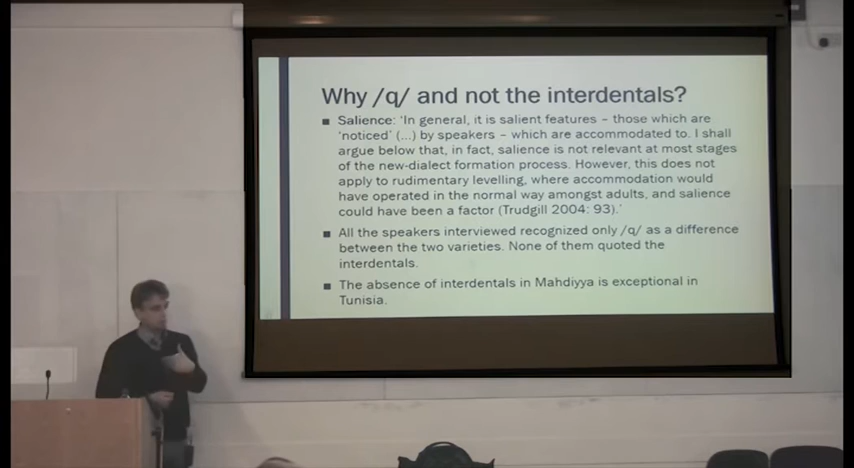 Why /q/ and not the interdentals?
Salience: 'In general, it is salient features – those which are
'noticed' (...) by speakers – which are accommodated to. I shall
argue below that, in fact, salience is not relevant at most stages
of the new-dialect formation process. However, this does not
apply to rudimentary levelling, where accommodation would
have operated in the normal way amongst adults, and salience
could have been a factor (Trudgill 2004: 93).'
All the speakers interviewed recognized only /q/ as a difference
between the two varieties. None of them quoted the
interdentals.
The absence of interdentals in Mahdiyya is exceptional in
Tunisia.